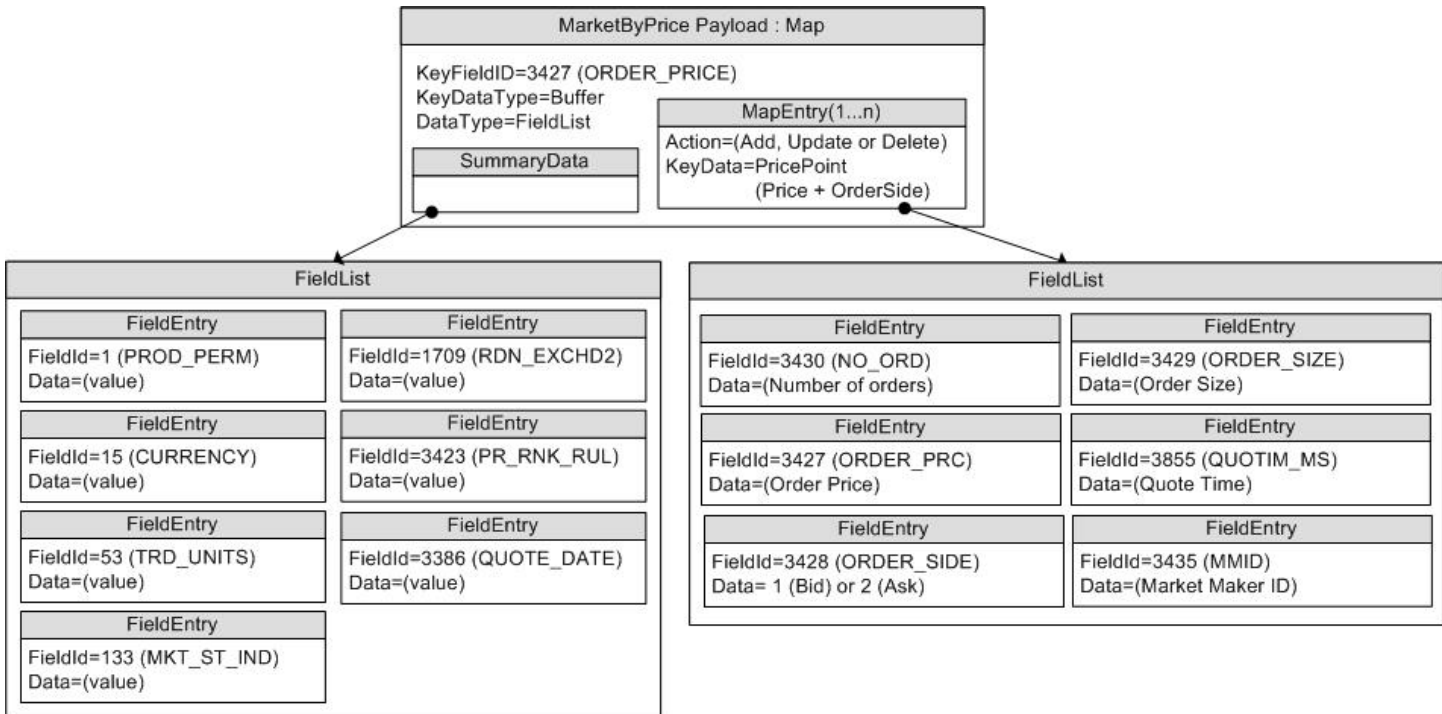 MarketByPrice Payload : Map
KeyFieldID=3427 (ORDER_PRICE)
KeyDataType=Buffer
DataType=FieldList
SummaryData
MapEntry(1...n)
Action=(Add, Update or Delete)
KeyData=PricePoint
(Price + OrderSide)
FieldList
FieldEntry
FieldId=1 (PROD_PERM)
Data=(value)
FieldEntry
FieldId=1709 (RDN_EXCHD2)
Data=(value)
FieldEntry
FieldId=15 (CURRENCY)
Data=(value)
FieldEntry
FieldId=3423 (PR_RNK_RUL)
Data=(value)
FieldEntry
FieldId=53 (TRD_UNITS)
Data=(value)
FieldEntry
FieldId=3386 (QUOTE_DATE)
Data=(value)
FieldEntry
FieldId=133 (MKT_ST_IND)
Data=(value)
FieldList
FieldEntry
FieldId=3430 (NO_ORD)
Data=(Number of orders)
FieldEntry
FieldId=3429 (ORDER_SIZE)
Data=(Order Size)
FieldEntry
FieldId=3427 (ORDER_PRC)
Data=(Order Price)
FieldEntry
FieldId=3855 (QUOTIM_MS)
Data=(Quote Time)
FieldEntry
FieldId=3428 (ORDER_SIDE)
Data= 1 (Bid) or 2 (Ask)
FieldEntry
FieldId=3435 (MMID)
Data=(Market Maker ID)